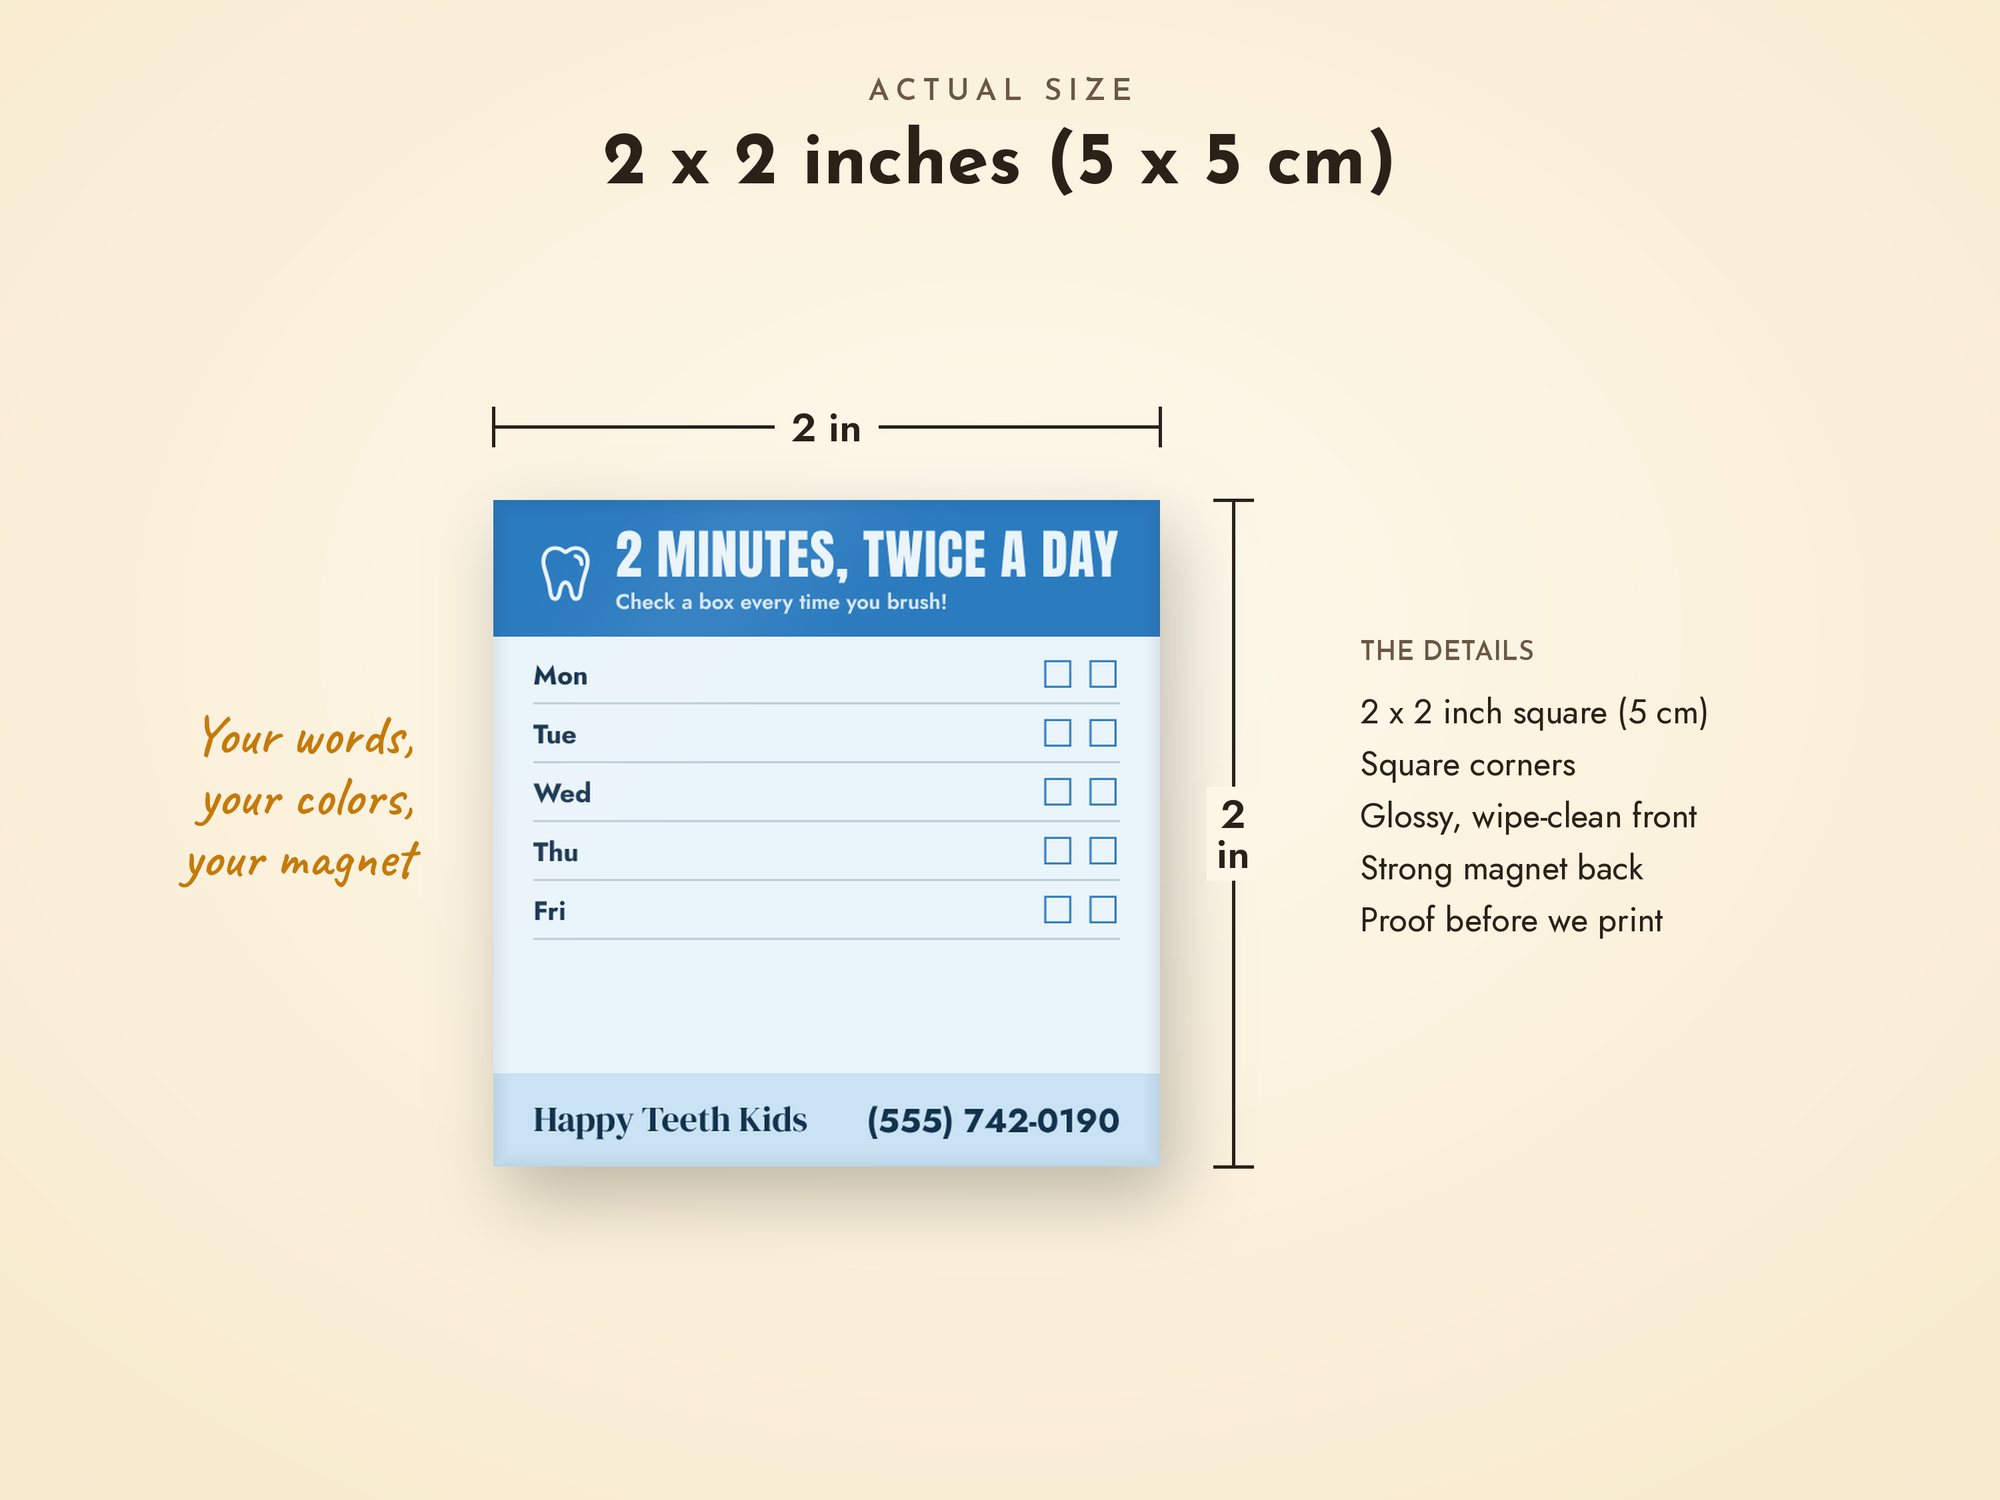 ACTUAL SIZE
2 x 2 inches (5 x 5 cm)
2 in
2 MINUTES, TWICE A DAY
Check a box every time you brush!
Mon
Tue
Wed
Thu
Fri
Happy Teeth Kids (555) 742-0190
2
in
Your words,
your colors,
your magnet
THE DETAILS
2 x 2 inch square (5 cm)
Square corners
Glossy, wipe-clean front
Strong magnet back
Proof before we print